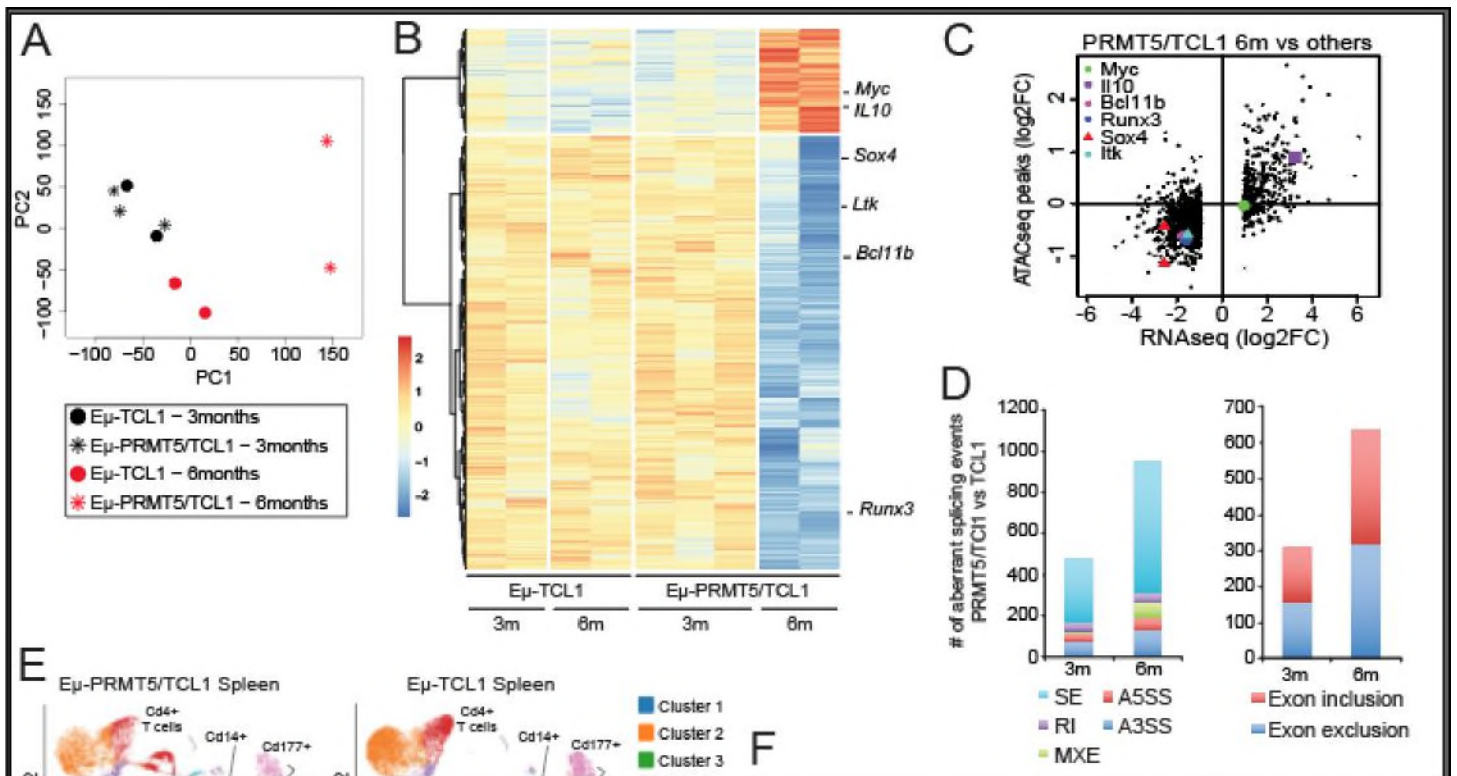 A
PC2
150
100
50
0
−50
−100
−100 −50 0 50 100 150
PC1
Eµ-TCL1 – 3months
Eµ-PRMT5/TCL1 – 3months
Eµ-TCL1 – 6months
Eµ-PRMT5/TCL1 – 6months
B
Myc
IL10
Sox4
Ltk
Bcl11b
Runx3
2
1
0
−1
−2
Eµ-TCL1 Eµ-PRMT5/TCL1
3m 6m 3m 6m
C
PRMT5/TCL1 6m vs others
Myc
Il10
Bcl11b
Runx3
Sox4
Itk
ATACseq peaks (log2FC)
2
1
0
-1
-6 -4 -2 0 2 4 6
RNAseq (log2FC)
D
# of aberrant splicing events
PRMT5/TCl1 vs TCL1
1200
1000
800
600
400
200
0
3m 6m
SE A5SS
RI A3SS
MXE
700
600
500
400
300
200
100
0
3m 6m
Exon inclusion
Exon exclusion
E
Eµ-PRMT5/TCL1 Spleen
Cd4+
T cells
Cd14+
Cd177+
Eµ-TCL1 Spleen
Cd4+
T cells
Cd14+
Cd177+
Cluster 1
Cluster 2
Cluster 3
F